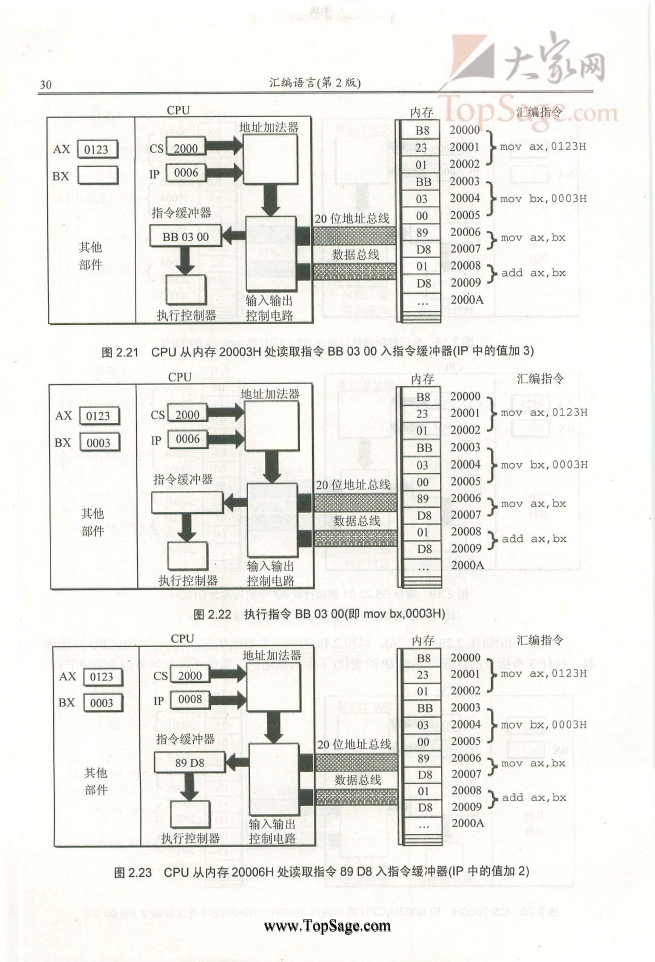 大家网
TopSage.com
30
汇编语言(第 2 版)
CPU
内存
汇编指令
地址加法器
AX 0123
BX
CS 2000
IP 0006
指令缓冲器
BB 03 00
其他
部件
执行控制器
输入输出
控制电路
20 位地址总线
数据总线
B8 20000
23 20001 mov ax,0123H
01 20002
BB 20003
03 20004 mov bx,0003H
00 20005
89 20006 mov ax,bx
D8 20007
01 20008 add ax,bx
D8 20009
… 2000A
图 2.21 CPU 从内存 20003H 处读取指令 BB 03 00 入指令缓冲器(IP 中的值加 3)
CPU
内存
汇编指令
地址加法器
AX 0123
BX 0003
CS 2000
IP 0006
指令缓冲器
其他
部件
执行控制器
输入输出
控制电路
20 位地址总线
数据总线
B8 20000
23 20001 mov ax,0123H
01 20002
BB 20003
03 20004 mov bx,0003H
00 20005
89 20006 mov ax,bx
D8 20007
01 20008 add ax,bx
D8 20009
… 2000A
图 2.22 执行指令 BB 03 00(即 mov bx,0003H)
CPU
内存
汇编指令
地址加法器
AX 0123
BX 0003
CS 2000
IP 0008
指令缓冲器
89 D8
其他
部件
执行控制器
输入输出
控制电路
20 位地址总线
数据总线
B8 20000
23 20001 mov ax,0123H
01 20002
BB 20003
03 20004 mov bx,0003H
00 20005
89 20006 mov ax,bx
D8 20007
01 20008 add ax,bx
D8 20009
… 2000A
图 2.23 CPU 从内存 20006H 处读取指令 89 D8 入指令缓冲器(IP 中的值加 2)
www.TopSage.com